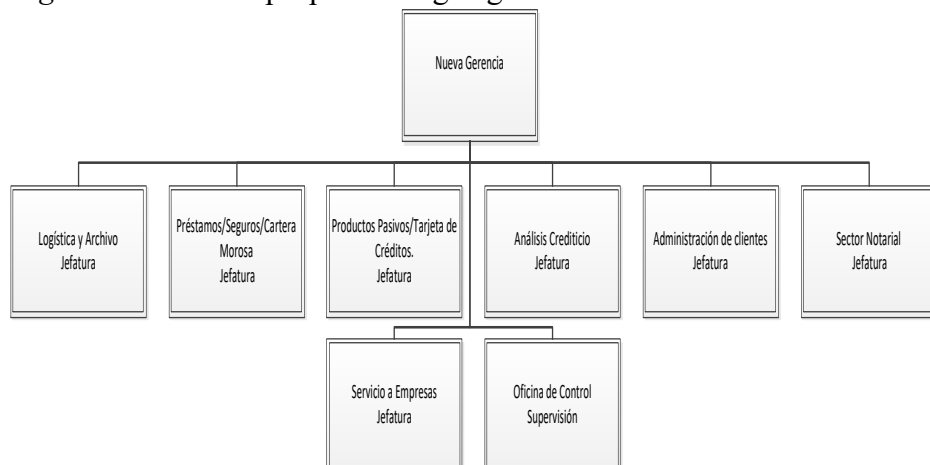 Nueva Gerencia
Logística y Archivo
Jefatura
Préstamos/Seguros/Cartera
Morosa
Jefatura
Productos Pasivos/Tarjeta de
Créditos.
Jefatura
Análisis Crediticio
Jefatura
Administración de clientes
Jefatura
Sector Notarial
Jefatura
Servicio a Empresas
Jefatura
Oficina de Control
Supervisión